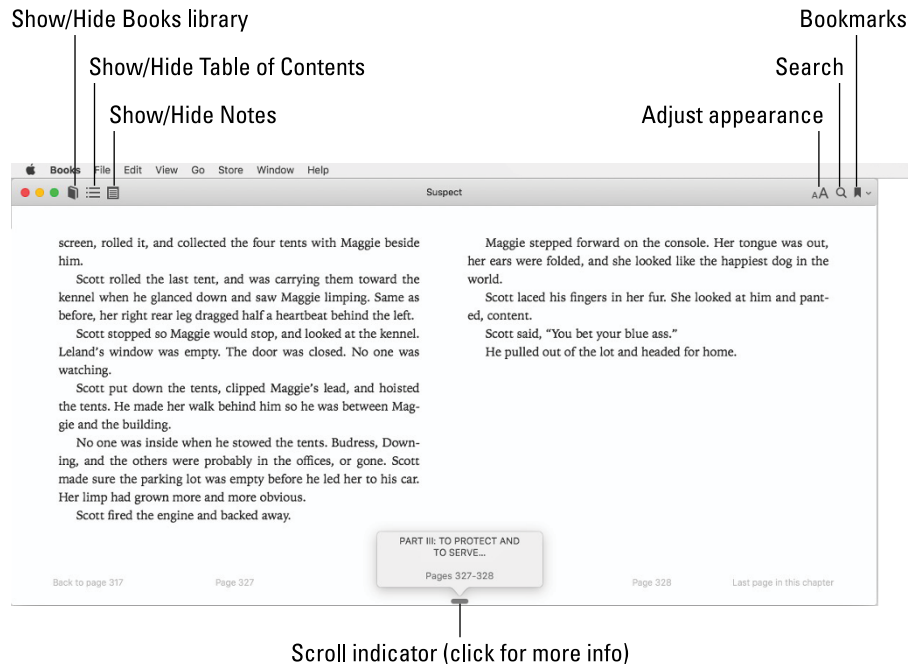 Show/Hide Books library
Bookmarks
Show/Hide Table of Contents
Search
Show/Hide Notes
Adjust appearance
Books File Edit View Go Store Window Help
Suspect
AA
screen, rolled it, and collected the four tents with Maggie beside
him.
Scott rolled the last tent, and was carrying them toward the
kennel when he glanced down and saw Maggie limping. Same as
before, her right rear leg dragged half a heartbeat behind the left.
Scott stopped so Maggie would stop, and looked at the kennel.
Leland's window was empty. The door was closed. No one was
watching.
Scott put down the tents, clipped Maggie's lead, and hoisted
the tents. He made her walk behind him so he was between Mag-
gie and the building.
No one was inside when he stowed the tents. Budress, Down-
ing, and the others were probably in the offices, or gone. Scott
made sure the parking lot was empty before he led her to his car.
Her limp had grown more and more obvious.
Scott fired the engine and backed away.
Maggie stepped forward on the console. Her tongue was out,
her ears were folded, and she looked like the happiest dog in the
world.
Scott laced his fingers in her fur. She looked at him and pant-
ed, content.
Scott said, “You bet your blue ass.”
He pulled out of the lot and headed for home.
PART III: TO PROTECT AND
TO SERVE...
Pages 327-328
Back to page 317
Page 327
Page 328
Last page in this chapter
Scroll indicator (click for more info)